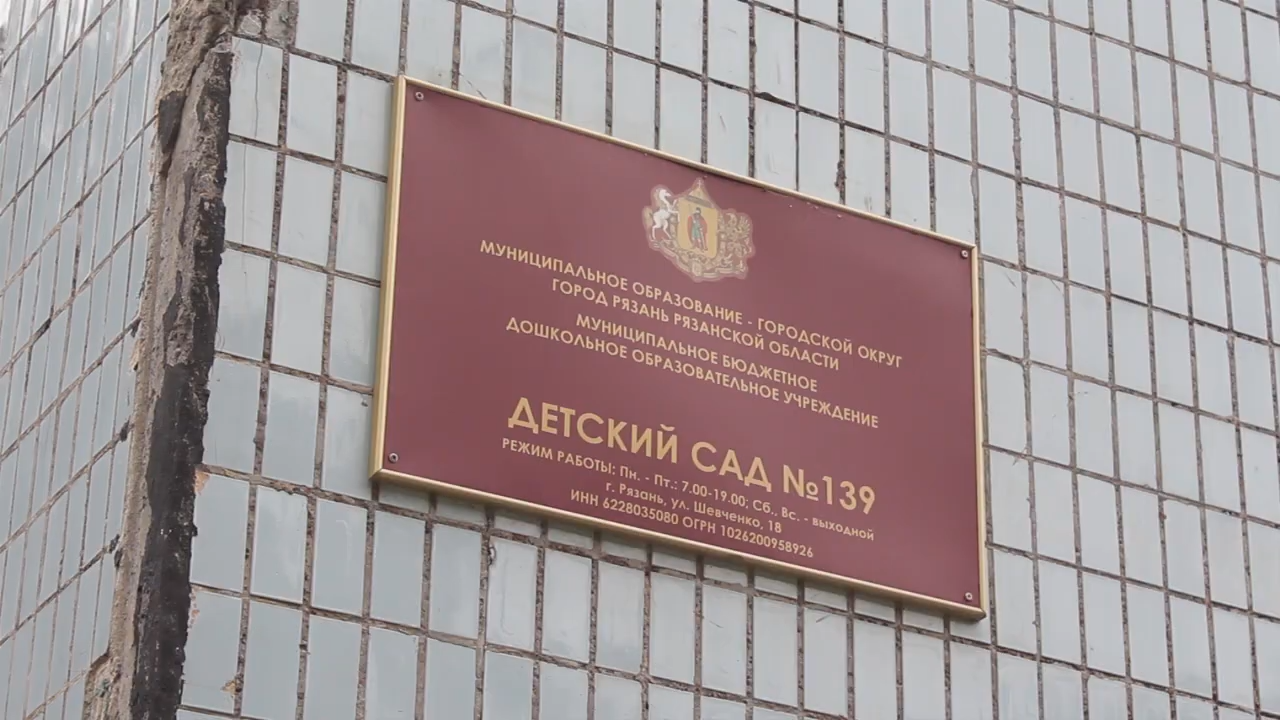 МУНИЦИПАЛЬНОЕ ОБРАЗОВАНИЕ - ГОРОДСКОЙ ОКРУГ
ГОРОД РЯЗАНЬ РЯЗАНСКОЙ ОБЛАСТИ
МУНИЦИПАЛЬНОЕ БЮДЖЕТНОЕ
ДОШКОЛЬНОЕ ОБРАЗОВАТЕЛЬНОЕ УЧРЕЖДЕНИЕ
ДЕТСКИЙ САД №139
РЕЖИМ РАБОТЫ: Пн. - Пт.: 7.00-19.00; Сб., Вс. - выходной
г. Рязань, ул. Шевченко, 18
ИНН 6228035080 ОГРН 1026200958926